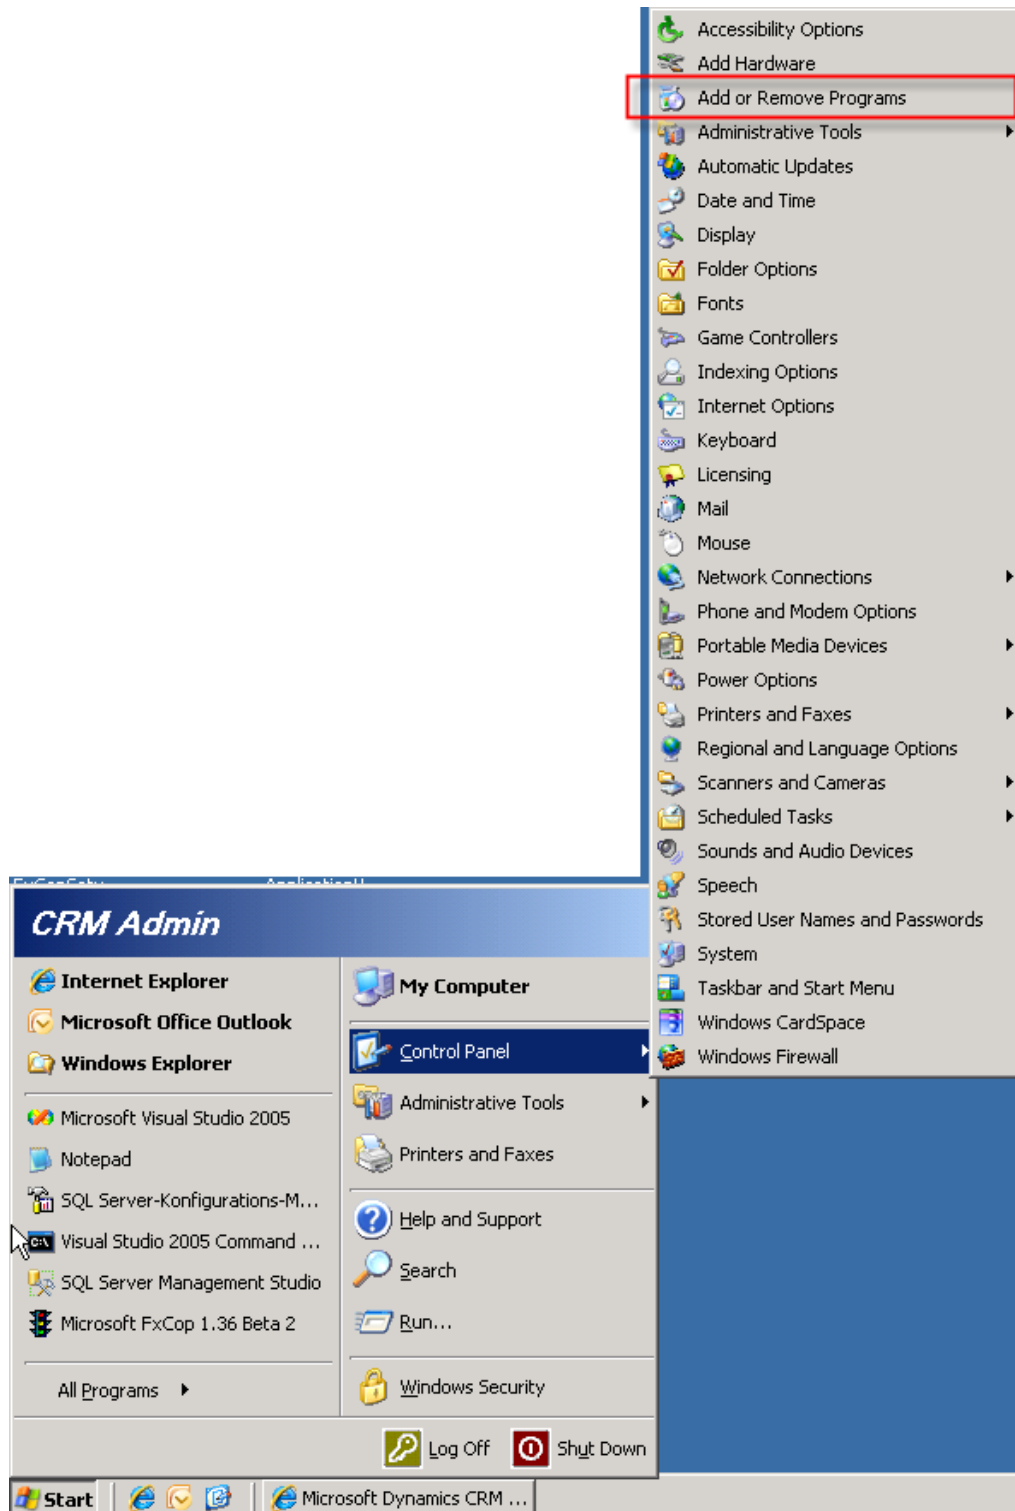 Accessibility Options
Add Hardware
Add or Remove Programs
Administrative Tools
Automatic Updates
Date and Time
Display
Folder Options
Fonts
Game Controllers
Indexing Options
Internet Options
Keyboard
Licensing
Mail
Mouse
Network Connections
Phone and Modem Options
Portable Media Devices
Power Options
Printers and Faxes
Regional and Language Options
Scanners and Cameras
Scheduled Tasks
Sounds and Audio Devices
Speech
Stored User Names and Passwords
System
Taskbar and Start Menu
Windows CardSpace
Windows Firewall
CRM Admin
Internet Explorer
Microsoft Office Outlook
Windows Explorer
Microsoft Visual Studio 2005
Notepad
SQL Server-Konfigurations-M...
Visual Studio 2005 Command ...
SQL Server Management Studio
Microsoft FxCop 1.36 Beta 2
All Programs
My Computer
Control Panel
Administrative Tools
Printers and Faxes
Help and Support
Search
Run...
Windows Security
Log Off
Shut Down
Start
Microsoft Dynamics CRM ...